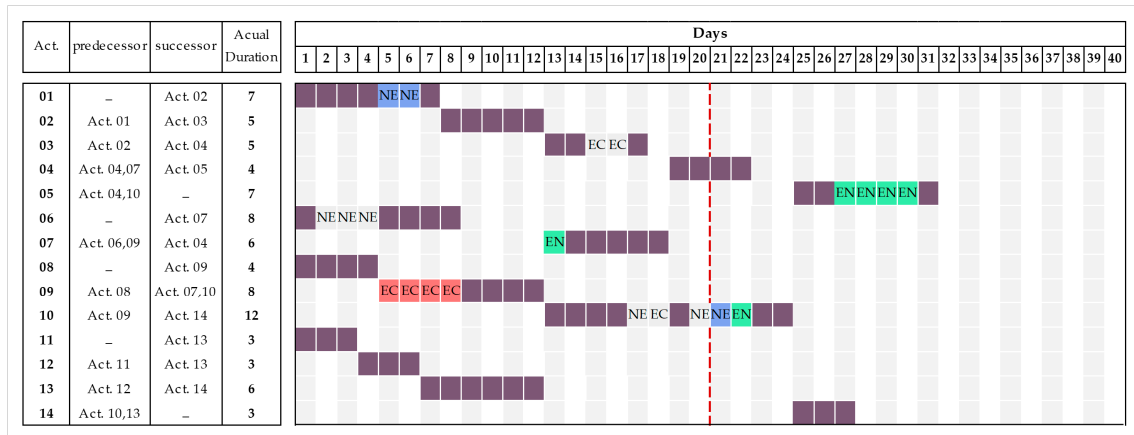 Act. predecessor successor Acual Duration Days
1 2 3 4 5 6 7 8 9 10 11 12 13 14 15 16 17 18 19 20 21 22 23 24 25 26 27 28 29 30 31 32 33 34 35 36 37 38 39 40
01 – Act. 02 7 NE NE
02 Act. 01 Act. 03 5
03 Act. 02 Act. 04 5 EC EC
04 Act. 04,07 Act. 05 4
05 Act. 04,10 – 7 EN EN EN EN
06 – Act. 07 8 NE NE NE
07 Act. 06,09 Act. 04 6 EN
08 – Act. 09 4
09 Act. 08 Act. 07,10 8 EC EC EC EC
10 Act. 09 Act. 14 12 NE EC NE NE EN
11 – Act. 13 3
12 Act. 11 Act. 13 3
13 Act. 12 Act. 14 6
14 Act. 10,13 – 3